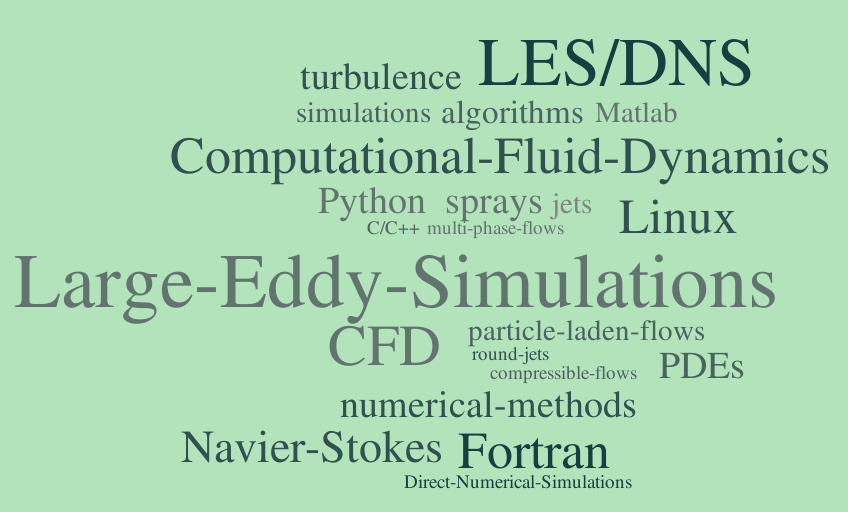 turbulence LES/DNS
simulations algorithms Matlab
Computational-Fluid-Dynamics
Python sprays jets Linux
C/C++ multi-phase-flows
Large-Eddy-Simulations
CFD particle-laden-flows
round-jets PDEs
compressible-flows
numerical-methods
Navier-Stokes Fortran
Direct-Numerical-Simulations